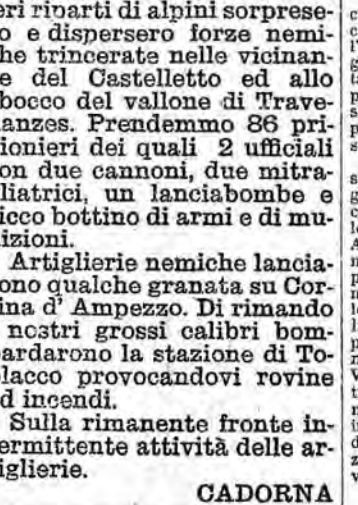 eri riparti di alpini sorprese-
o e dispersero forze nemi-
he trincerate nelle vicinan-
e del Castelletto ed allo
bocco del vallone di Trave-
anzes. Prendemmo 86 pri-
ionieri dei quali 2 ufficiali
on due cannoni, due mitra-
liatrici, un lanciabombe e
icco bottino di armi e di mu-
izioni.
Artiglierie nemiche lancia-
ono qualche granata su Cor-
ina d' Ampezzo. Di rimando
nostri grossi calibri bom-
ardarono la stazione di To-
lacco provocandovi rovine
d incendi.
Sulla rimanente fronte in-
ermittente attività delle ar-
iglierie.
CADORNA